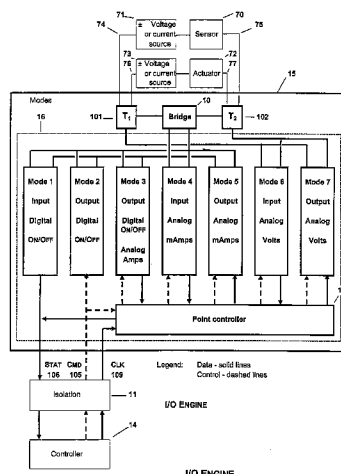 71
70
74
± Voltage
or current
source
Sensor
75
73
72
76
± Voltage
or current
source
Actuator
77
15
Modes
16
10
101
T1
Bridge
T2
102
Mode 1
Input
Digital
ON/OFF
Mode 2
Output
Digital
ON/OFF
Mode 3
Output
Digital
ON/OFF
Analog
Amps
Mode 4
Input
Analog
mAmps
Mode 5
Output
Analog
mAmps
Mode 6
Input
Analog
Volts
Mode 7
Output
Analog
Volts
Point controller
STAT CMD CLK
106 105 109
Legend: Data - solid lines
Control - dashed lines
Isolation
11
I/O ENGINE
Controller
14
I/O ENGINE